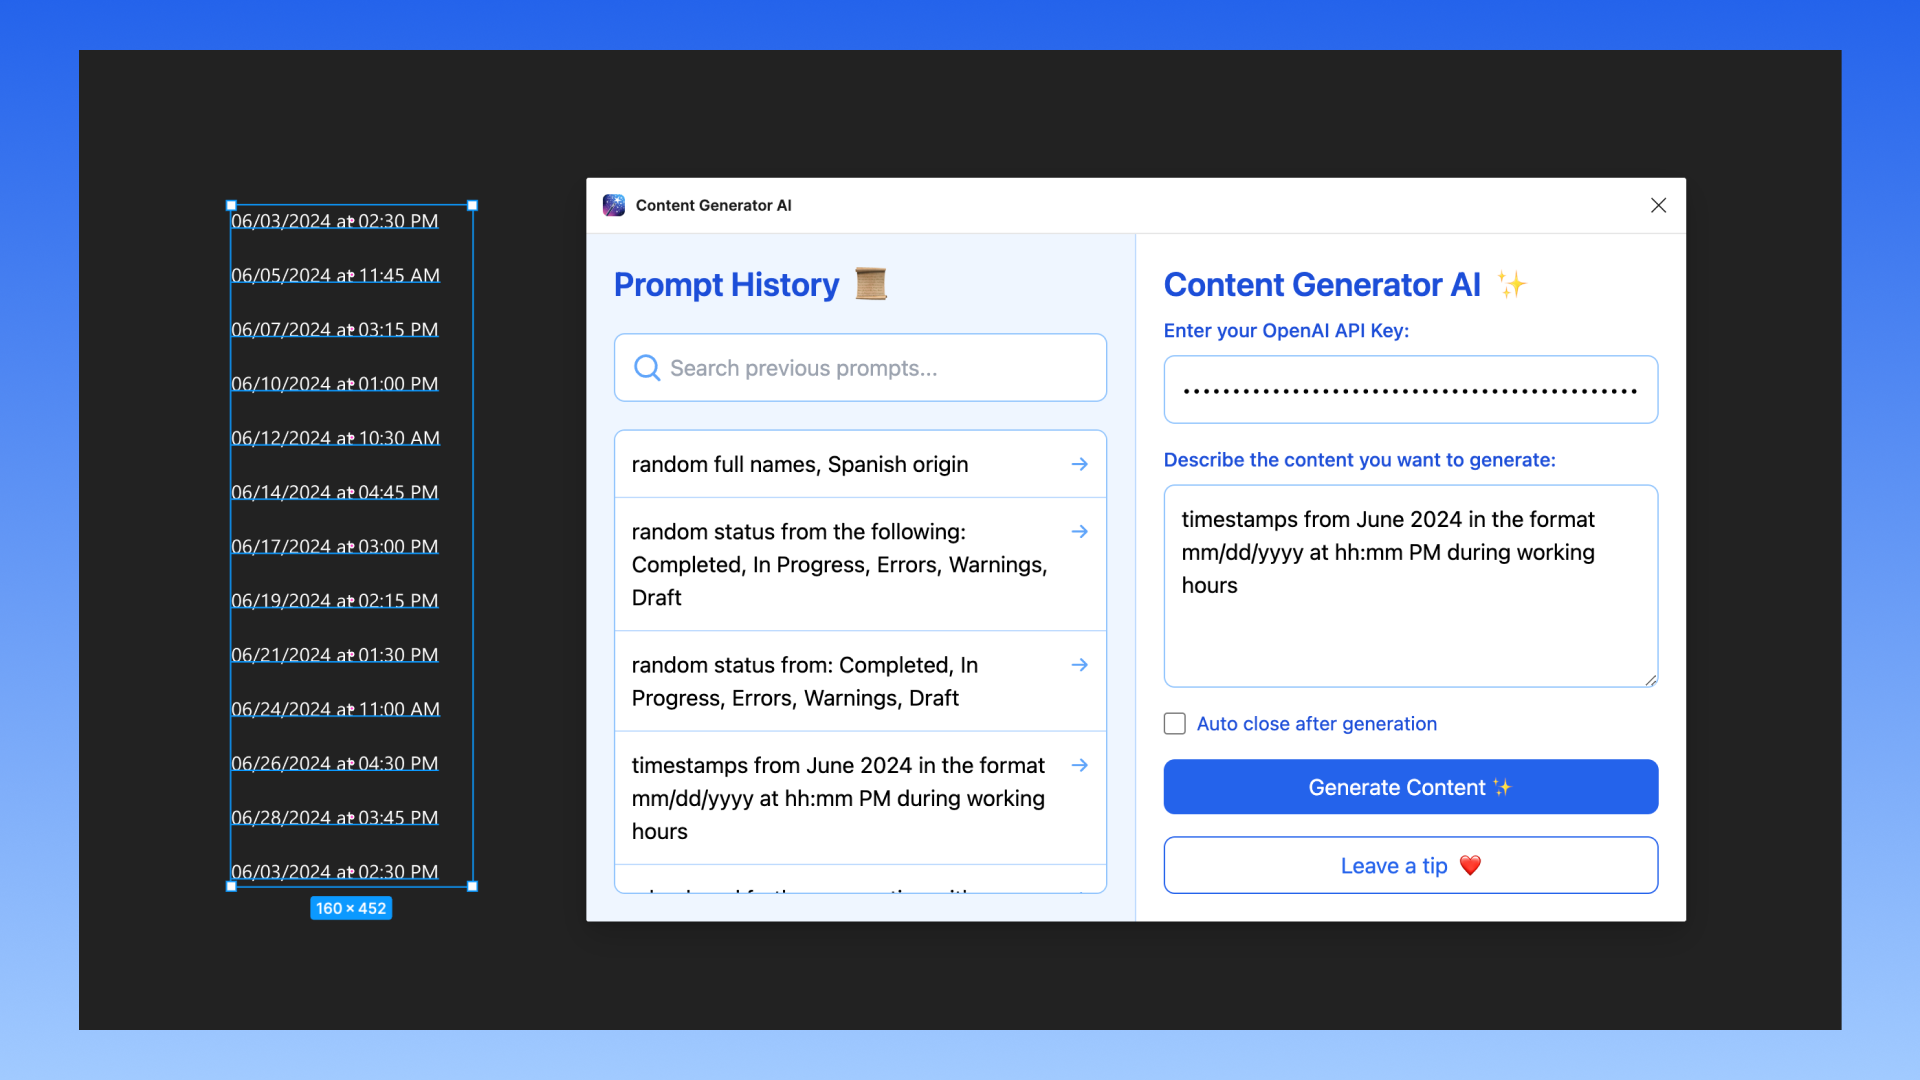 06/03/2024 at 02:30 PM
06/05/2024 at 11:45 AM
06/07/2024 at 03:15 PM
06/10/2024 at 01:00 PM
06/12/2024 at 10:30 AM
06/14/2024 at 04:45 PM
06/17/2024 at 03:00 PM
06/19/2024 at 02:15 PM
06/21/2024 at 01:30 PM
06/24/2024 at 11:00 AM
06/26/2024 at 04:30 PM
06/28/2024 at 03:45 PM
06/03/2024 at 02:30 PM
160 × 452
Content Generator AI
Prompt History
Search previous prompts...
random full names, Spanish origin
random status from the following:
Completed, In Progress, Errors, Warnings,
Draft
random status from: Completed, In
Progress, Errors, Warnings, Draft
timestamps from June 2024 in the format
mm/dd/yyyy at hh:mm PM during working
hours
Content Generator AI
Enter your OpenAI API Key:
Describe the content you want to generate:
timestamps from June 2024 in the format
mm/dd/yyyy at hh:mm PM during working
hours
Auto close after generation
Generate Content
Leave a tip